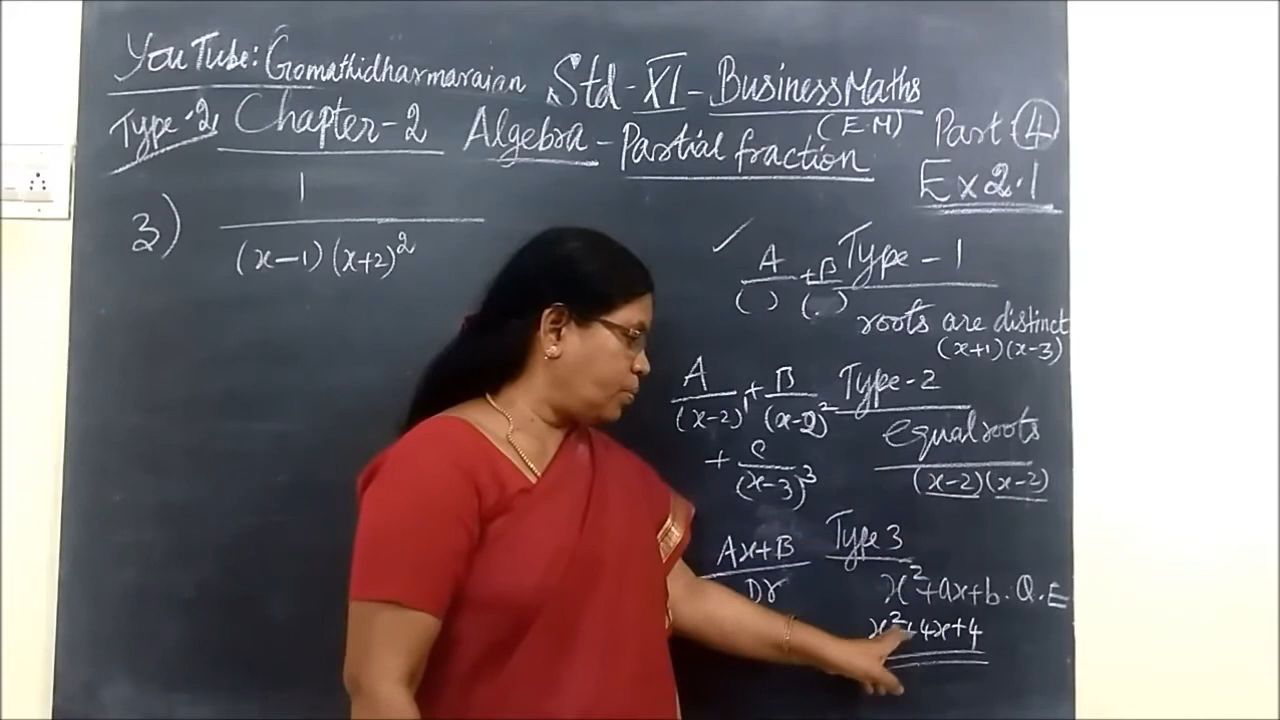 YouTube: Gomathidharmarajan Std-XI-Business Maths
(E.M)
Type-2, Chapter-2 Algebra-Partial fraction Part 4
Ex 2.1
3) 1
(x-1)(x+2)²
✓ A/( ) + B/( ) Type-1
roots are distinct
(x+1)(x-3)
A/(x-2)¹ + B/(x-2)² Type-2
+ C/(x-3)³
equal roots
(x-2)(x-2)
Ax+B Type 3
Dr
x²+ax+b. Q.E
x²+4x+4